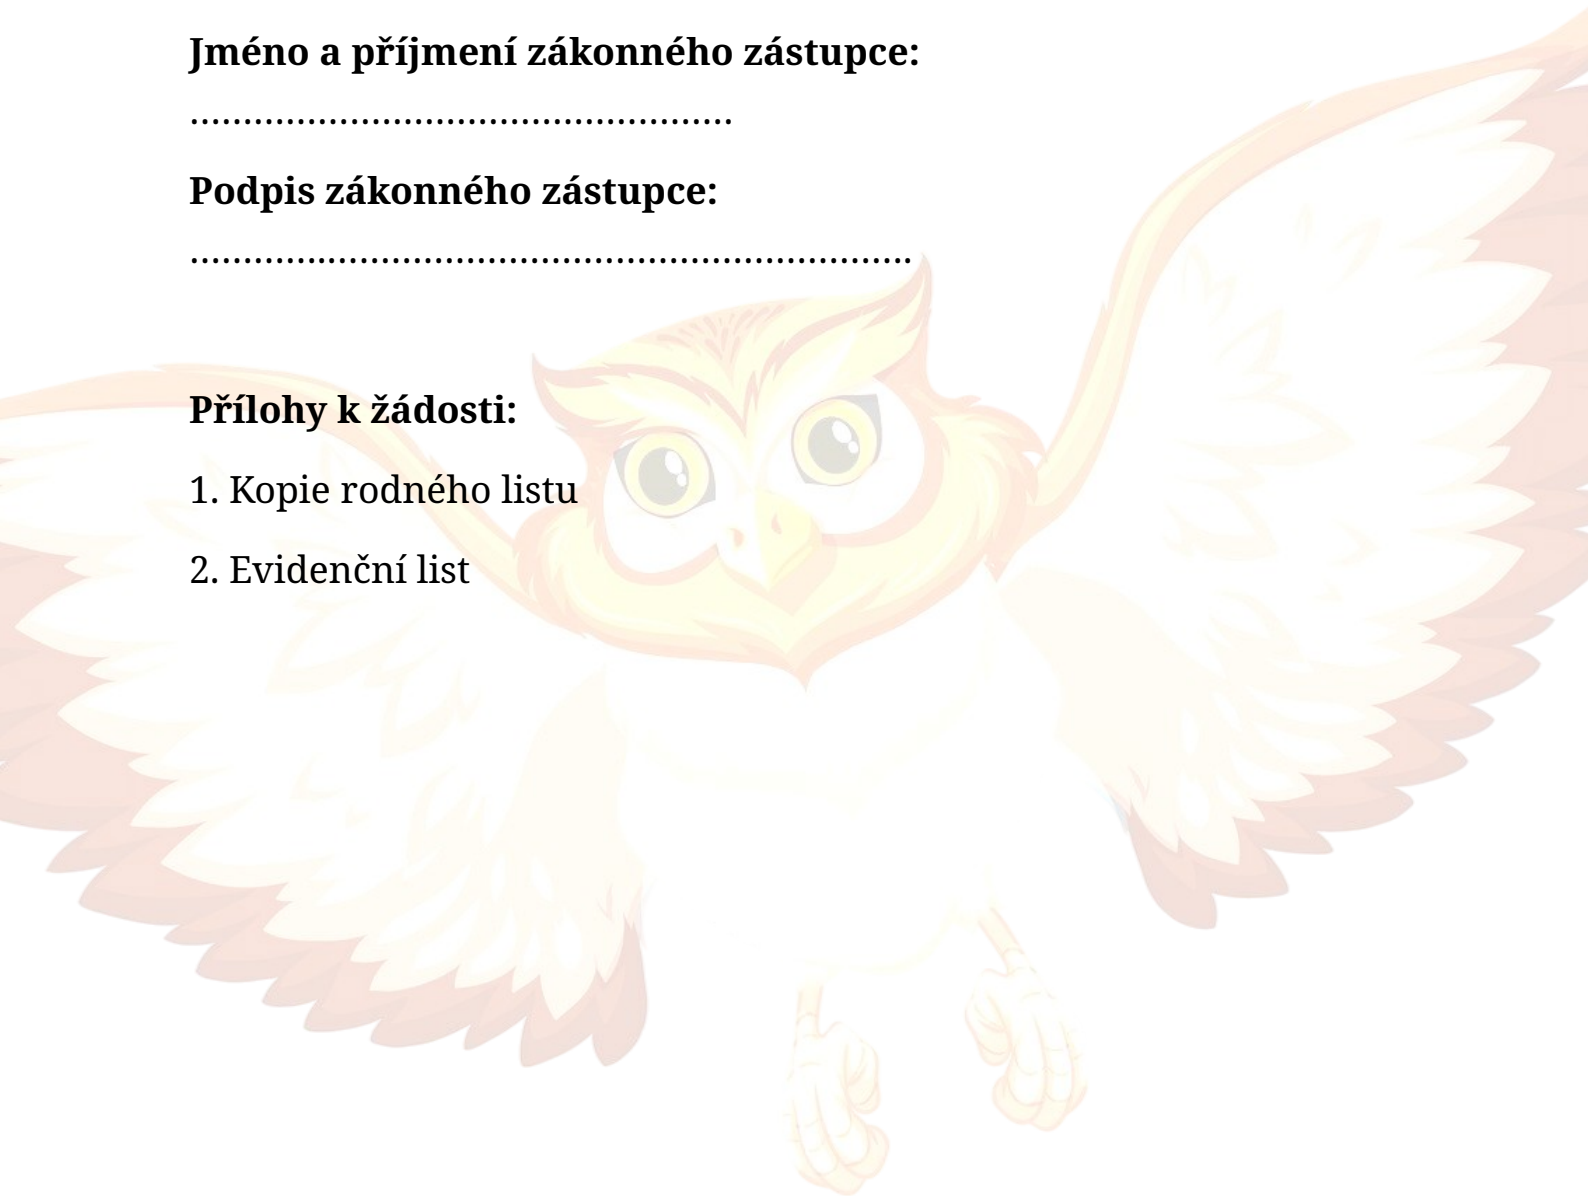 Jméno a příjmení zákonného zástupce:
…………………………………………….
Podpis zákonného zástupce:
…………..……………………………………………….
Přílohy k žádosti:
1. Kopie rodného listu
2. Evidenční list